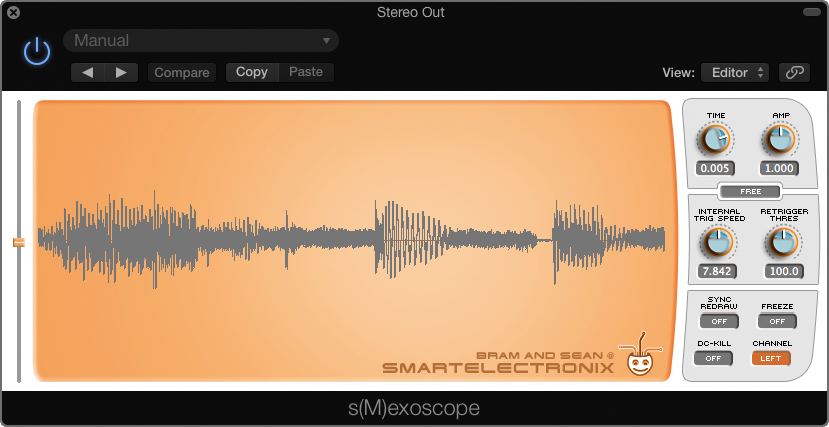 Stereo Out
Manual
Compare
Copy
Paste
View:
Editor
TIME
AMP
0.005
1.000
FREE
INTERNAL
TRIG SPEED
RETRIGGER
THRES
7.842
100.0
SYNC
REDRAW
FREEZE
OFF
OFF
DC-KILL
CHANNEL
OFF
LEFT
BRAM AND SEAN @
SMARTELECTRONIX
s(M)exoscope